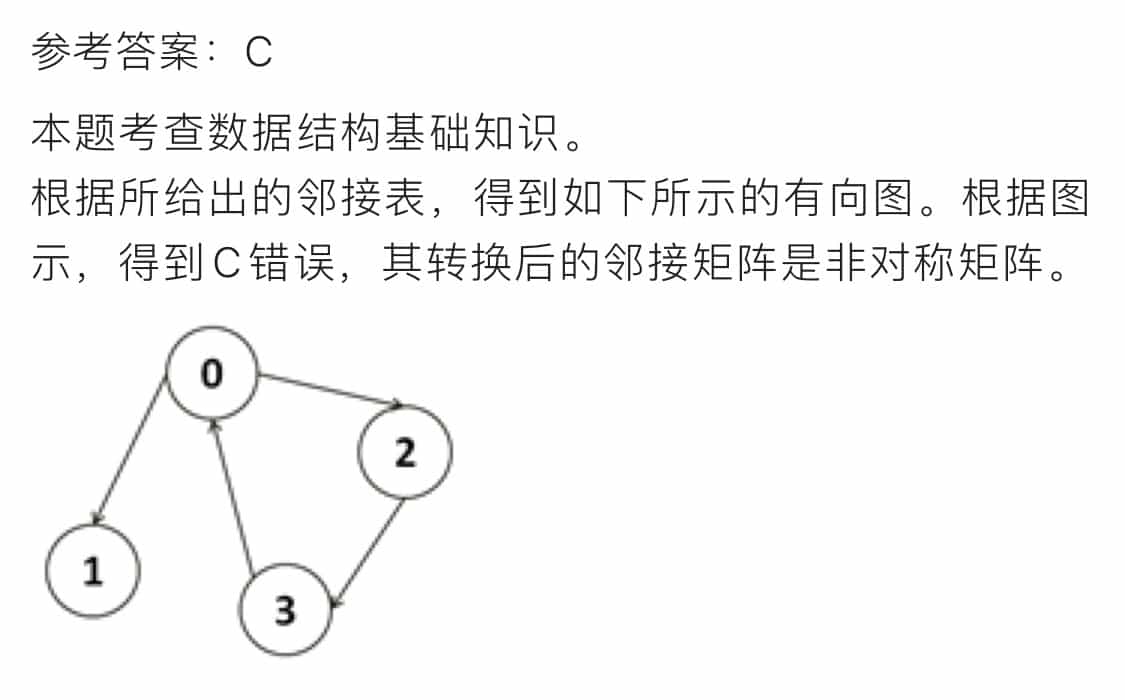 参考答案：C
本题考查数据结构基础知识。
根据所给出的邻接表，得到如下所示的有向图。根据图
示，得到C错误，其转换后的邻接矩阵是非对称矩阵。
0
2
1
3